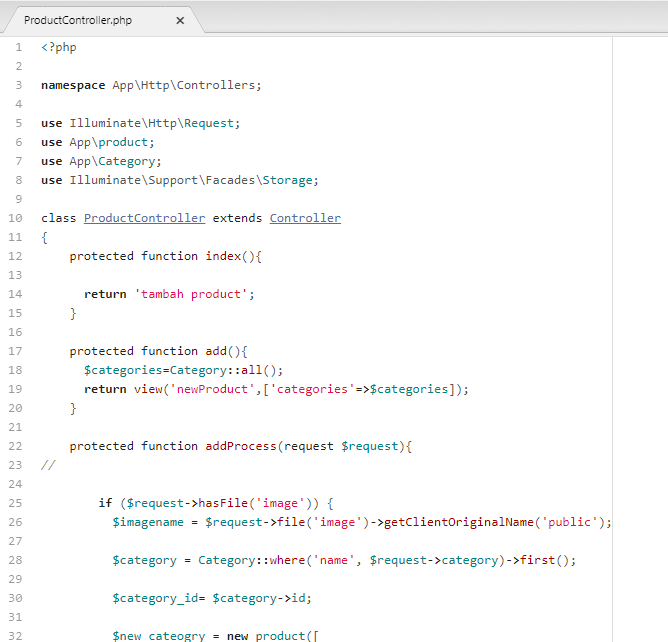 ProductController.php ×
1 <?php
2
3 namespace App\Http\Controllers;
4
5 use Illuminate\Http\Request;
6 use App\product;
7 use App\Category;
8 use Illuminate\Support\Facades\Storage;
9
10 class ProductController extends Controller
11 {
12 protected function index(){
13
14 return 'tambah product';
15 }
16
17 protected function add(){
18 $categories=Category::all();
19 return view('newProduct',['categories'=>$categories]);
20 }
21
22 protected function addProcess(request $request){
23 //
24
25 if ($request->hasFile('image')) {
26 $imagename = $request->file('image')->getClientOriginalName('public');
27
28 $category = Category::where('name', $request->category)->first();
29
30 $category_id= $category->id;
31
32 $new_cateogry = new product([